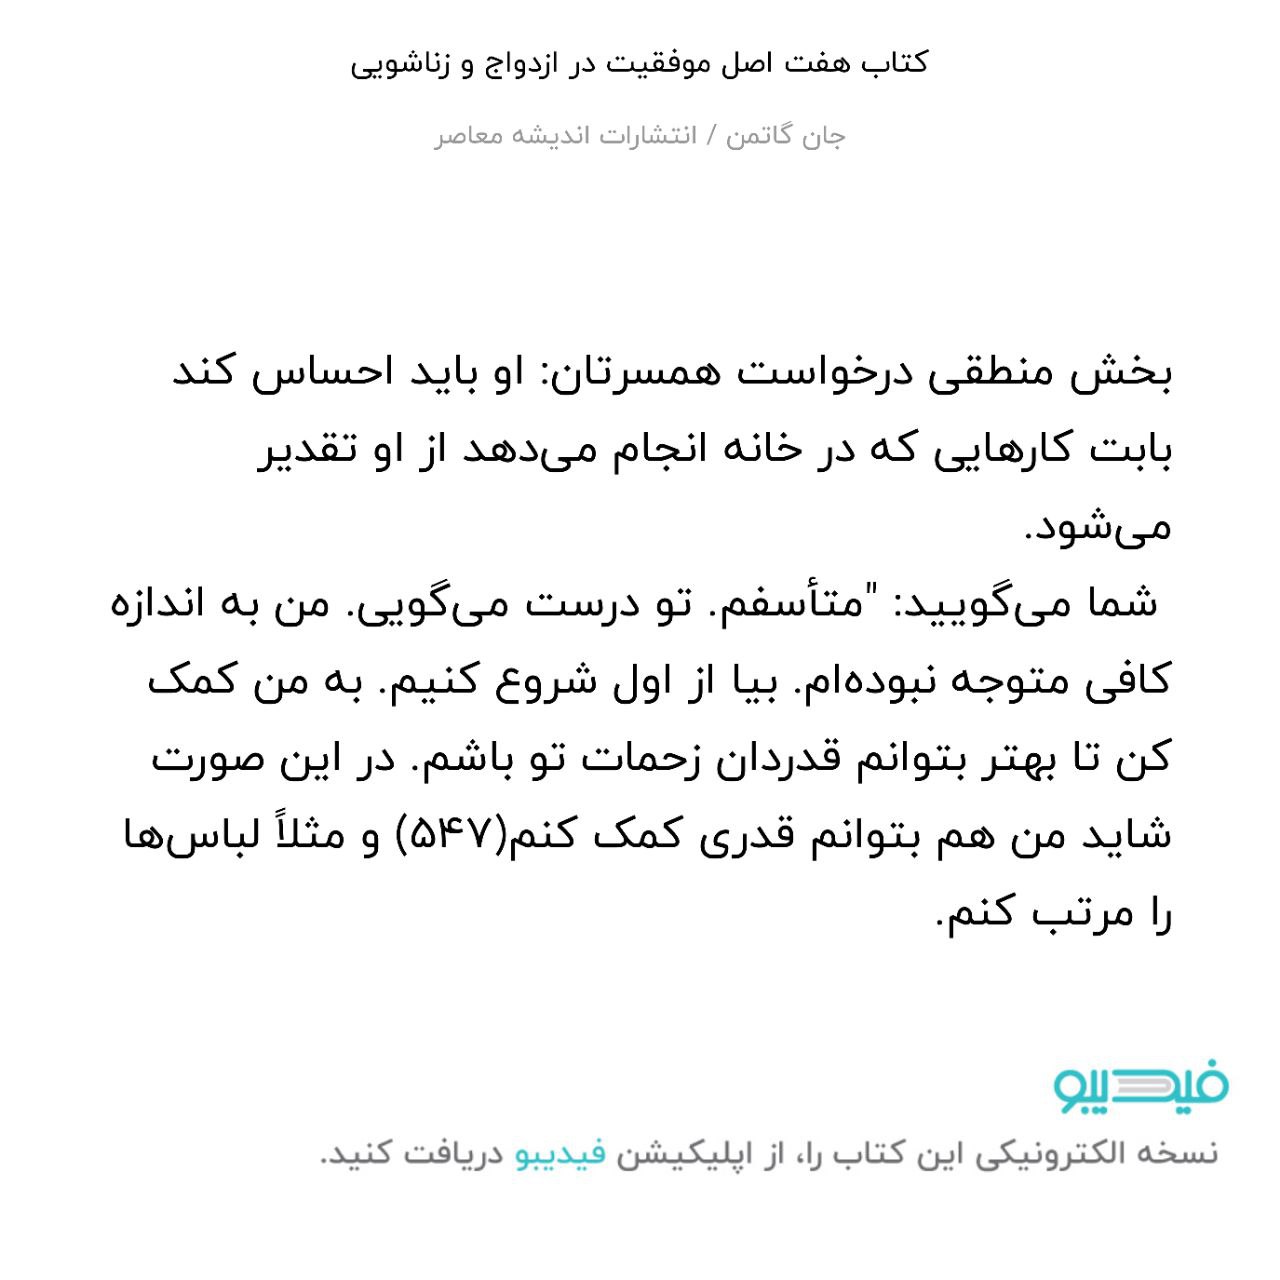 کتاب هفت اصل موفقیت در ازدواج و زناشویی
جان گاتمن / انتشارات اندیشه معاصر
بخش منطقی درخواست همسرتان: او باید احساس کند
بابت کارهایی که در خانه انجام می‌دهد از او تقدیر
می‌شود.
شما می‌گویید: "متأسفم. تو درست می‌گویی. من به اندازه
کافی متوجه نبوده‌ام. بیا از اول شروع کنیم. به من کمک
کن تا بهتر بتوانم قدردان زحمات تو باشم. در این صورت
شاید من هم بتوانم قدری کمک کنم(۵۴۷) و مثلاً لباس‌ها
را مرتب کنم.
فیدیبو
نسخه الکترونیکی این کتاب را، از اپلیکیشن فیدیبو دریافت کنید.